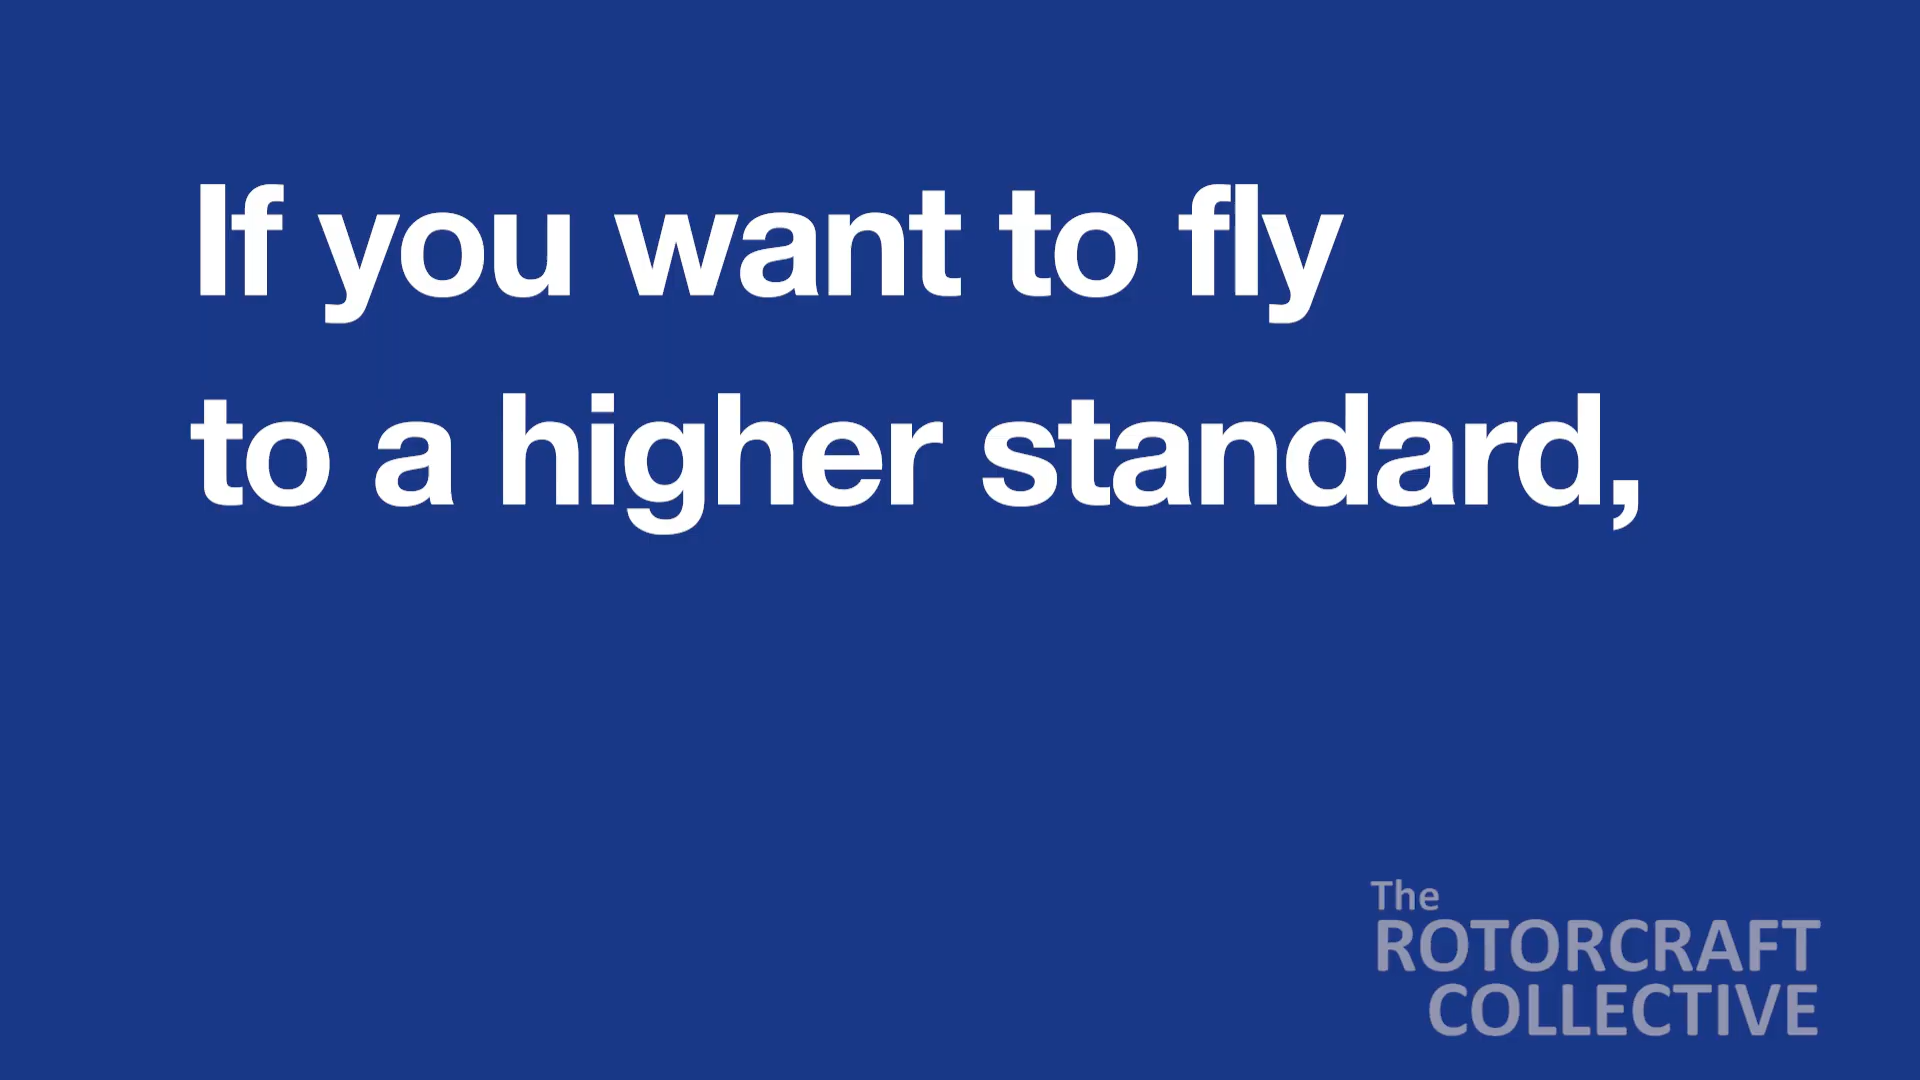 If you want to fly
to a higher standard,
The
ROTORCRAFT
COLLECTIVE